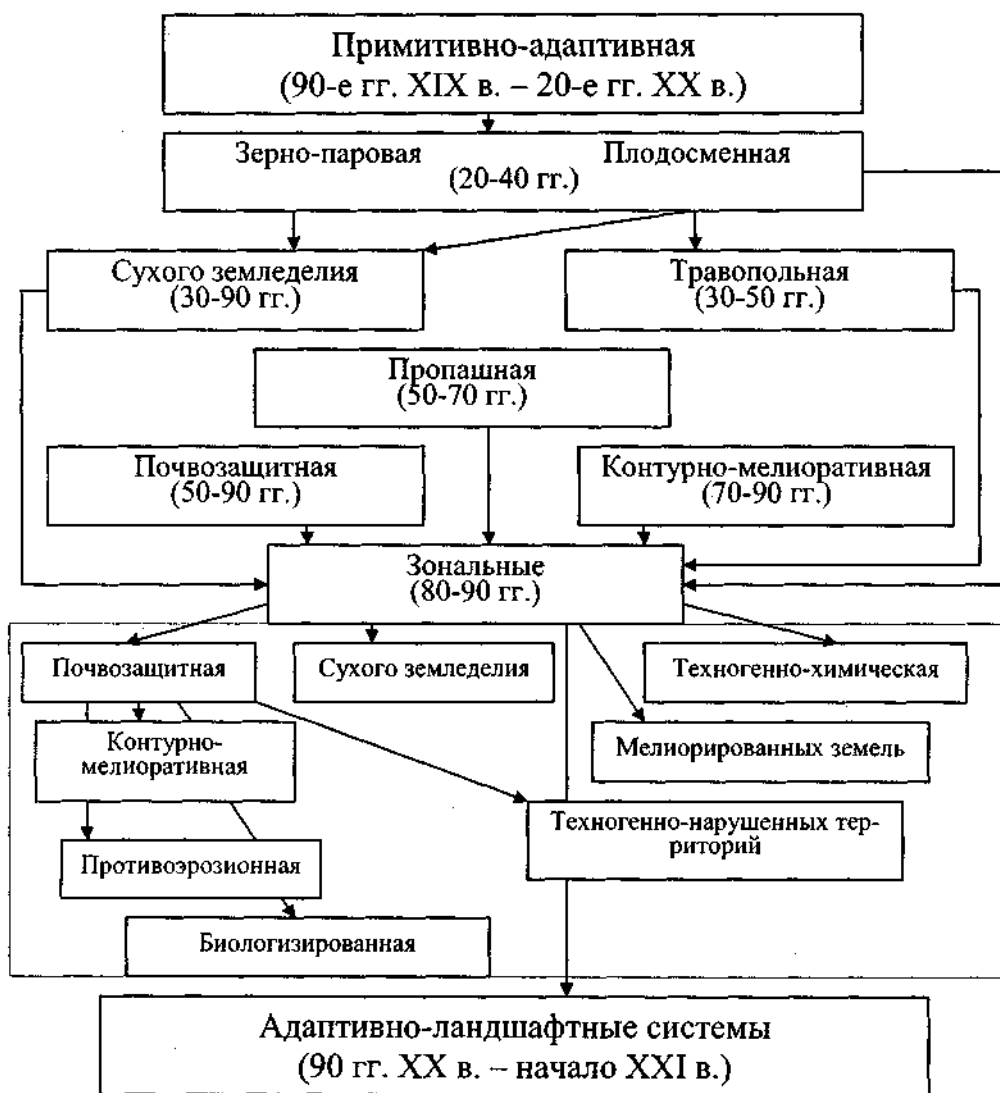 Примитивно-адаптивная
(90-е гг. XIX в. – 20-е гг. XX в.)
Зерно-паровая Плодосменная
(20-40 гг.)
Сухого земледелия
(30-90 гг.)
Травопольная
(30-50 гг.)
Пропашная
(50-70 гг.)
Почвозащитная
(50-90 гг.)
Контурно-мелиоративная
(70-90 гг.)
Зональные
(80-90 гг.)
Почвозащитная
Сухого земледелия
Техногенно-химическая
Контурно-
мелиоративная
Мелиорированных земель
Техногенно-нарушенных тер-
риторий
Противоэрозионная
Биологизированная
Адаптивно-ландшафтные системы
(90 гг. XX в. – начало XXI в.)